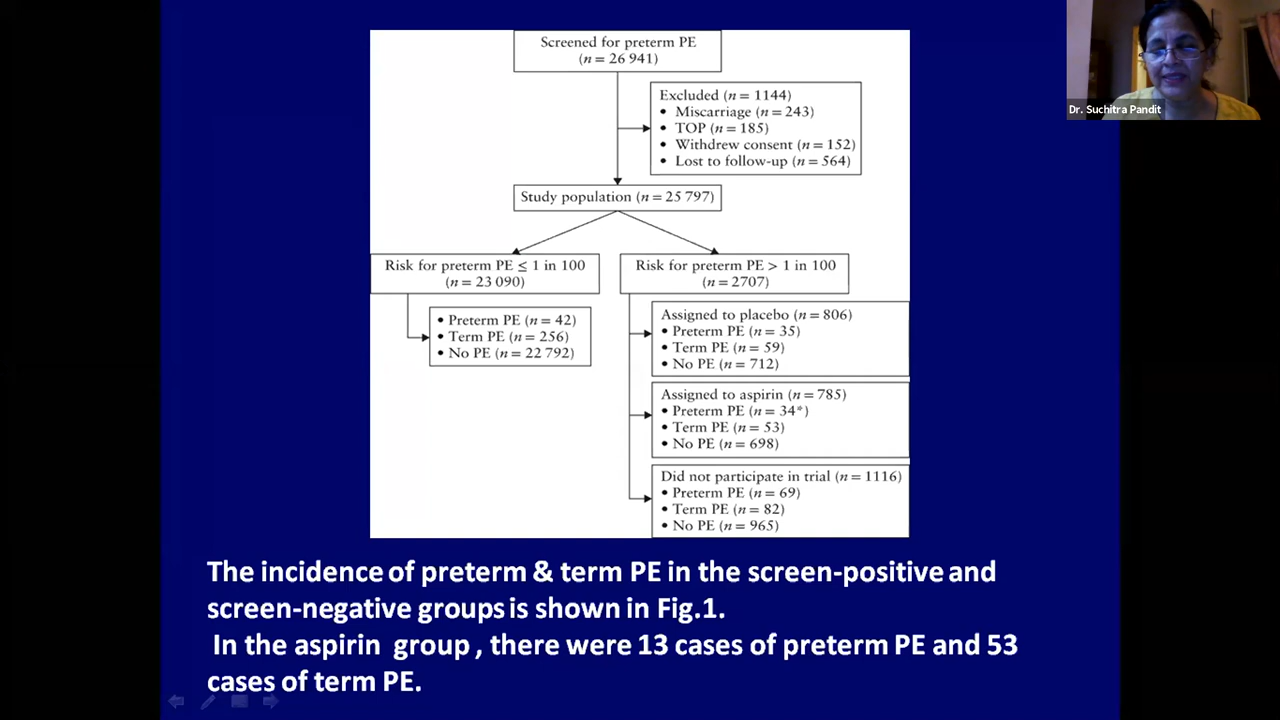 Screened for preterm PE
(n = 26 941)
Excluded (n = 1144)
• Miscarriage (n = 243)
• TOP (n = 185)
• Withdrew consent (n = 152)
• Lost to follow-up (n = 564)
Study population (n = 25 797)
Risk for preterm PE ≤ 1 in 100
(n = 23 090)
• Preterm PE (n = 42)
• Term PE (n = 256)
• No PE (n = 22 792)
Risk for preterm PE > 1 in 100
(n = 2707)
Assigned to placebo (n = 806)
• Preterm PE (n = 35)
• Term PE (n = 59)
• No PE (n = 712)
Assigned to aspirin (n = 785)
• Preterm PE (n = 34*)
• Term PE (n = 53)
• No PE (n = 698)
Did not participate in trial (n = 1116)
• Preterm PE (n = 69)
• Term PE (n = 82)
• No PE (n = 965)
The incidence of preterm & term PE in the screen-positive and
screen-negative groups is shown in Fig.1.
In the aspirin group , there were 13 cases of preterm PE and 53
cases of term PE.
Dr. Suchitra Pandit